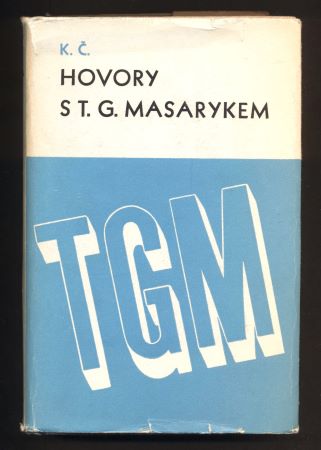 K. Č.
HOVORY
S T. G. MASARYKEM
TGM